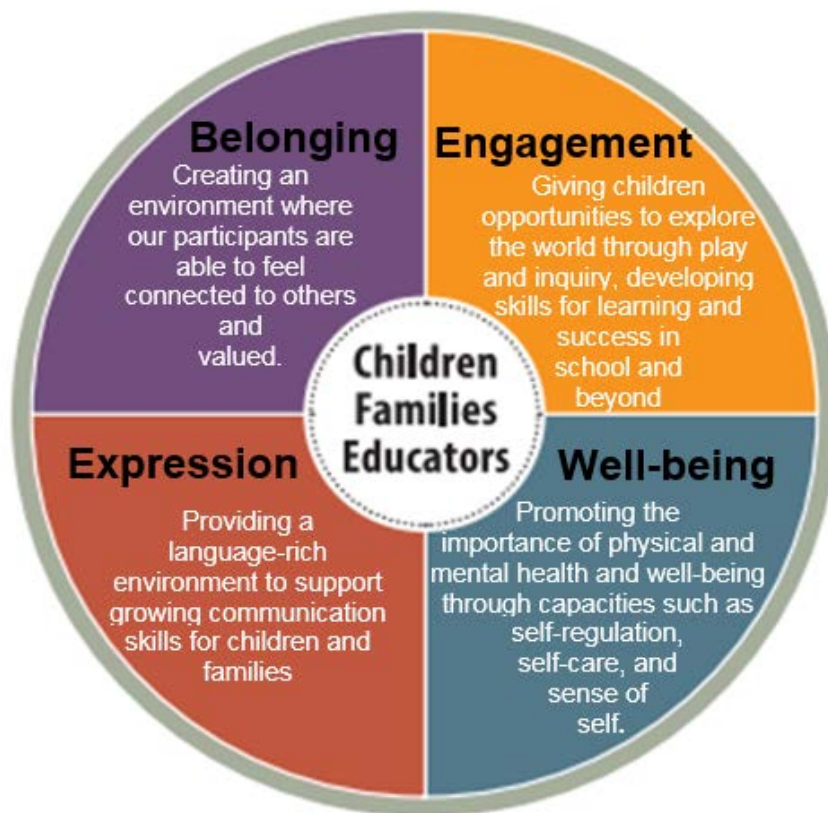 Belonging
Creating an
environment where
our participants are
able to feel
connected to others
and
valued.
Engagement
Giving children
opportunities to explore
the world through play
and inquiry, developing
skills for learning and
success in
school and
beyond
Children
Families
Educators
Expression
Providing a
language-rich
environment to support
growing communication
skills for children and
families
Well-being
Promoting the
importance of physical and
mental health and well-being
through capacities such as
self-regulation,
self-care, and
sense of
self.